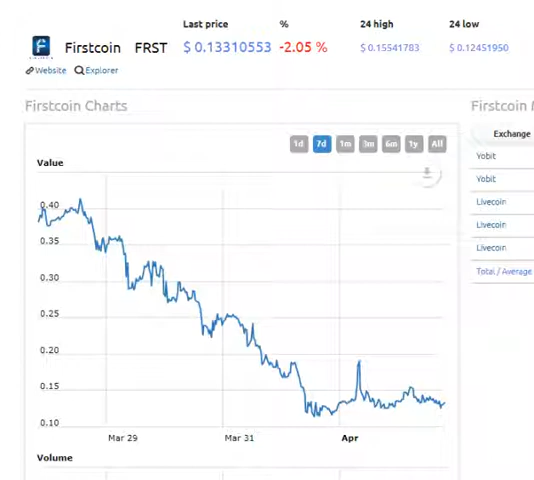 Last price % 24 high 24 low
Firstcoin FRST $ 0.13310553 -2.05 % $ 0.15541783 $ 0.12451950
Website Explorer
Firstcoin Charts Firstcoin
Exchange
1d 7d 1m 3m 6m 1y All
Value
Yobit
Yobit
0.40
Livecoin
Livecoin
0.35
Livecoin
Total / Average
0.30
0.25
0.20
0.15
0.10
Mar 29 Mar 31 Apr
Volume